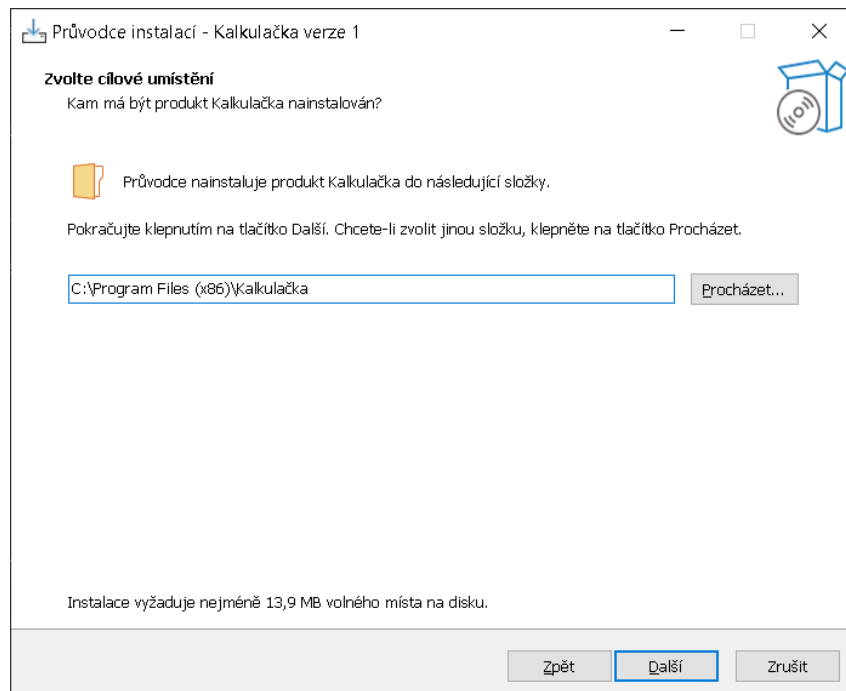 Průvodce instalací - Kalkulačka verze 1
Zvolte cílové umístění
Kam má být produkt Kalkulačka nainstalován?
Průvodce nainstaluje produkt Kalkulačka do následující složky.
Pokračujte klepnutím na tlačítko Další. Chcete-li zvolit jinou složku, klepněte na tlačítko Procházet.
C:\Program Files (x86)\Kalkulačka
Procházet...
Instalace vyžaduje nejméně 13,9 MB volného místa na disku.
Zpět
Další
Zrušit